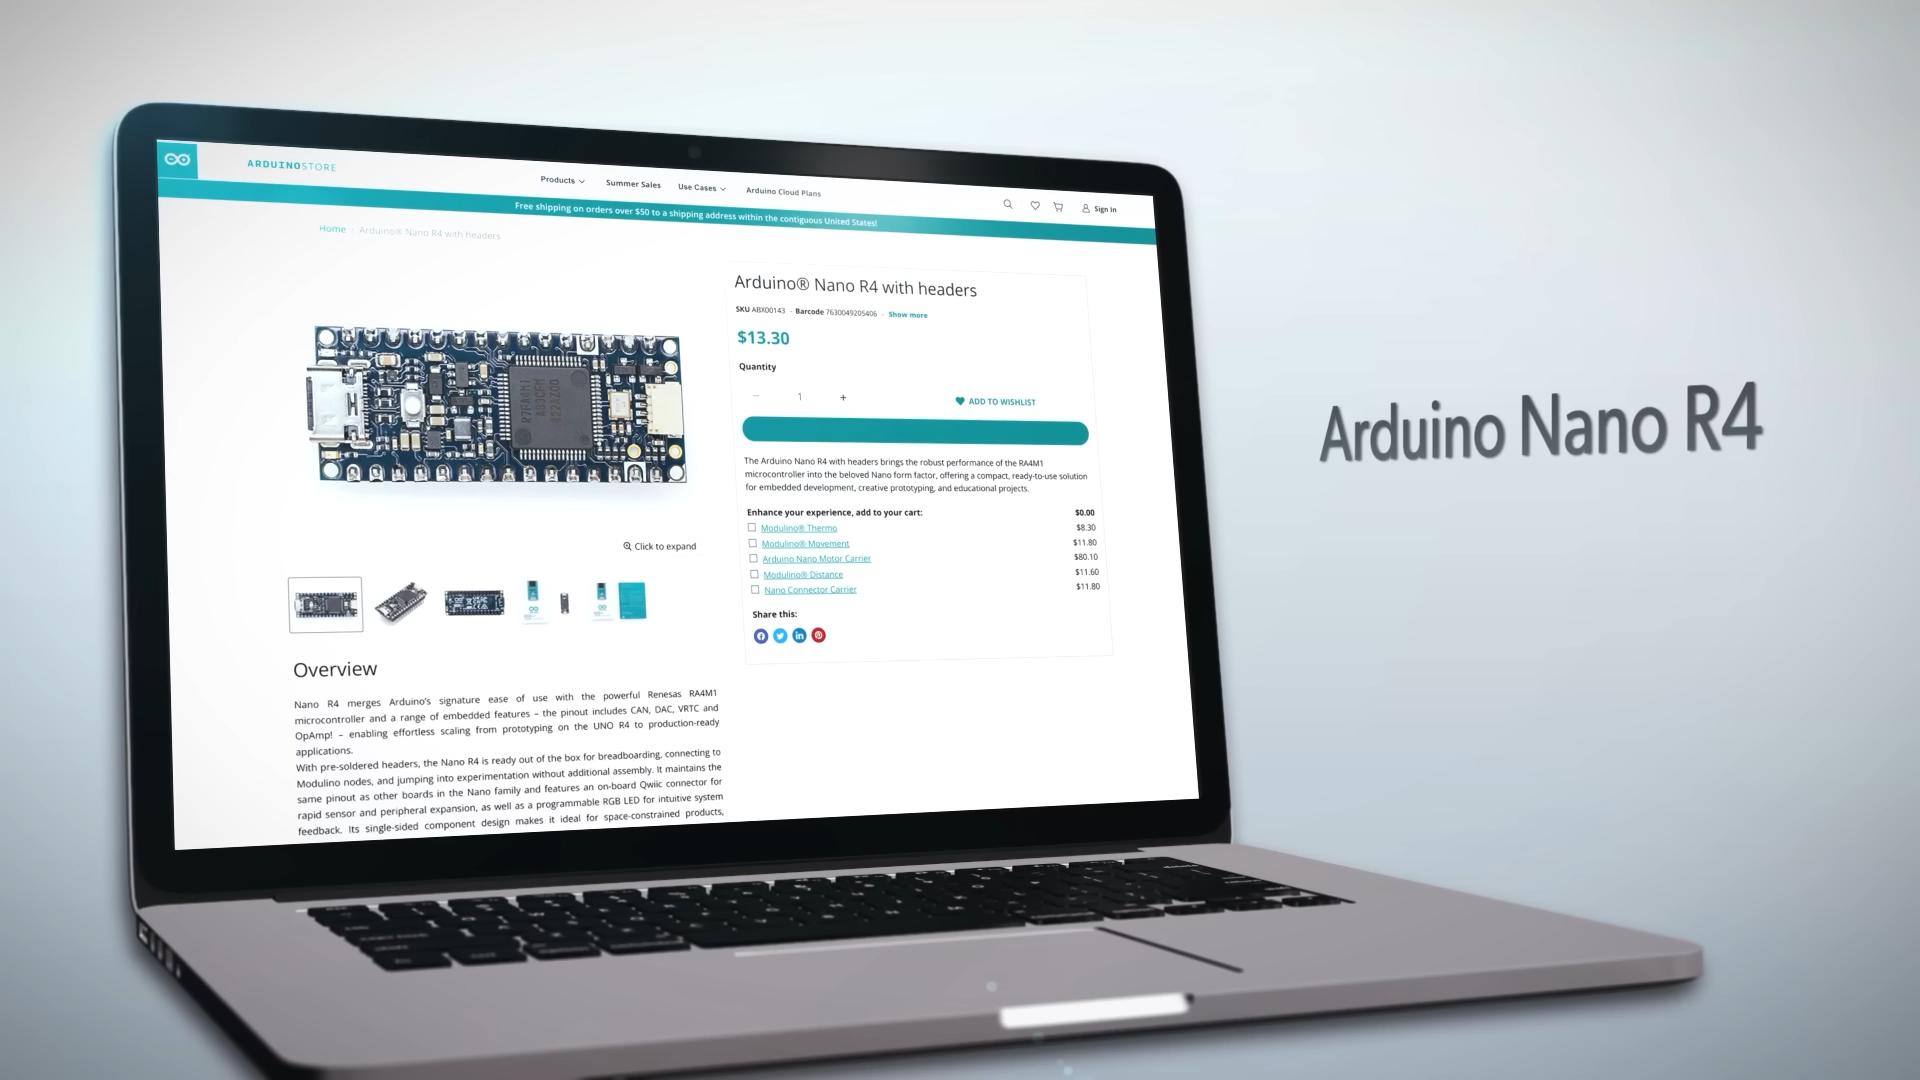 ARDUINOSTORE
Products
Summer Sales
Use Cases
Arduino Cloud Plans
Sign In
Free shipping on orders over $50 to a shipping address within the contiguous United States!
Home › Arduino® Nano R4 with headers
R7FA4M1
AB3CFM
Click to expand
Arduino® Nano R4 with headers
SKU ABX00143 - Barcode 7630049205406 - Show more
$13.30
Quantity
− 1 +
ADD TO WISHLIST
The Arduino Nano R4 with headers brings the robust performance of the RA4M1
microcontroller into the beloved Nano form factor, offering a compact, ready-to-use solution
for embedded development, creative prototyping, and educational projects.
Enhance your experience, add to your cart: $0.00
Modulino® Thermo $8.30
Modulino® Movement $11.80
Arduino Nano Motor Carrier $80.10
Modulino® Distance $11.60
Nano Connector Carrier $11.80
Share this:
Overview
Nano R4 merges Arduino’s signature ease of use with the powerful Renesas RA4M1
microcontroller and a range of embedded features – the pinout includes CAN, DAC, VRTC and
OpAmp! – enabling effortless scaling from prototyping on the UNO R4 to production-ready
applications.
With pre-soldered headers, the Nano R4 is ready out of the box for breadboarding, connecting to
Modulino nodes, and jumping into experimentation without additional assembly. It maintains the
same pinout as other boards in the Nano family and features an on-board Qwiic connector for
rapid sensor and peripheral expansion, as well as a programmable RGB LED for intuitive system
feedback. Its single-sided component design makes it ideal for space-constrained products,
Arduino Nano R4